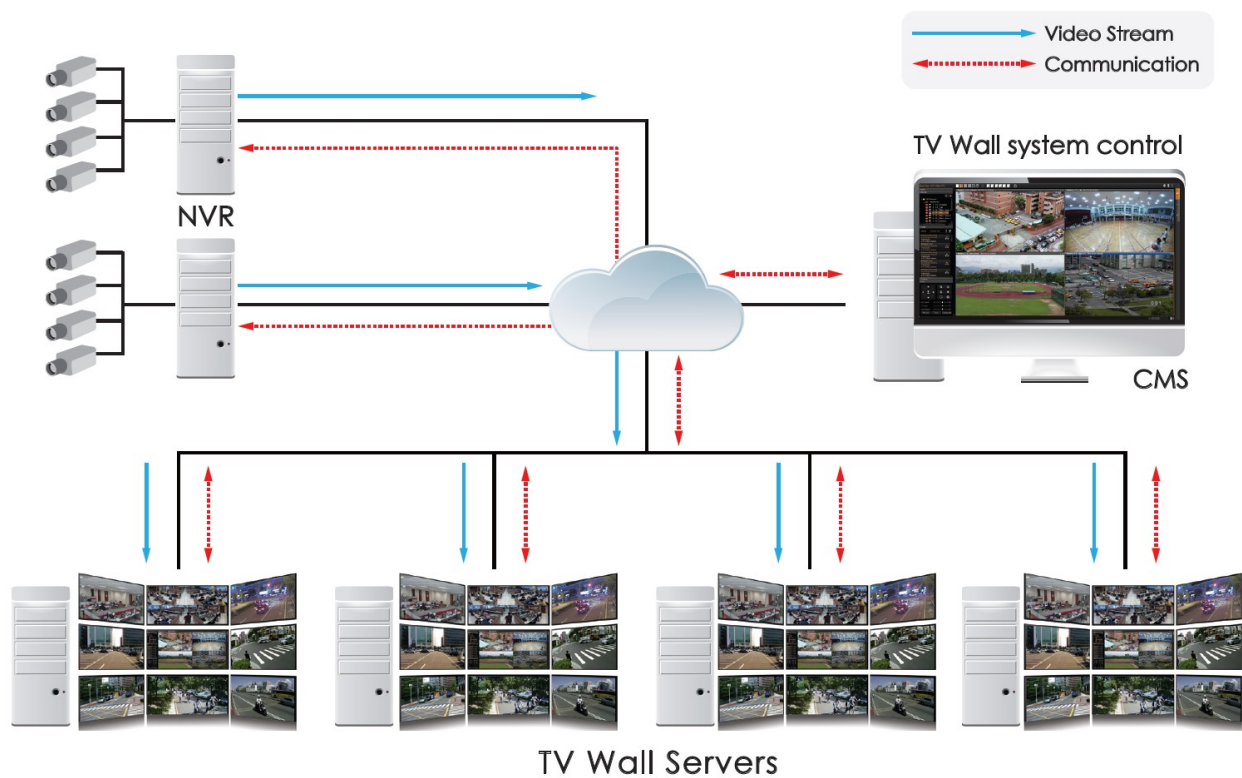 Video Stream
Communication
TV Wall system control
NVR
CMS
TV Wall Servers